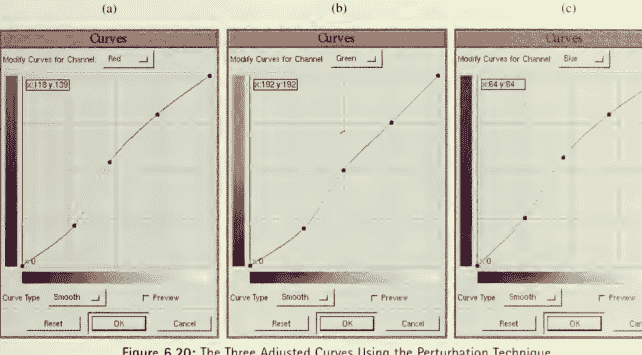 (a)
(b)
(c)
Curves
Modify Curves for Channel: Red
x:118 y:139
x:0
Curve Type Smooth Preview
Reset OK Cancel
Curves
Modify Curves for Channel: Green
x:192 y:192
x:0
Curve Type Smooth Preview
Reset OK Cancel
Curves
Modify Curves for Channel: Blue
x:84 y:84
x:0
Curve Type Smooth Preview
Reset OK
Figure 6.20: The Three Adjusted Curves Using the Perturbation Technique